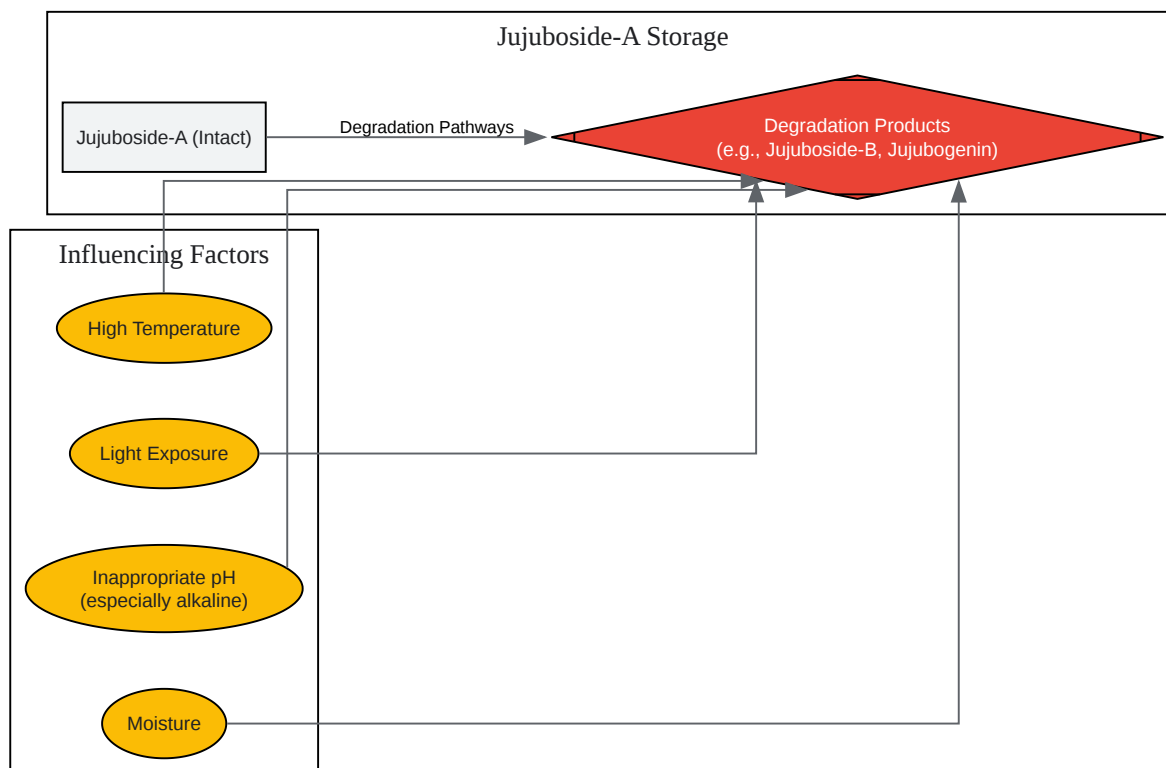 Jujuboside-A Storage
Jujuboside-A (Intact)
Degradation Pathways
Degradation Products
(e.g., Jujuboside-B, Jujubogenin)
Influencing Factors
High Temperature
Light Exposure
Inappropriate pH
(especially alkaline)
Moisture